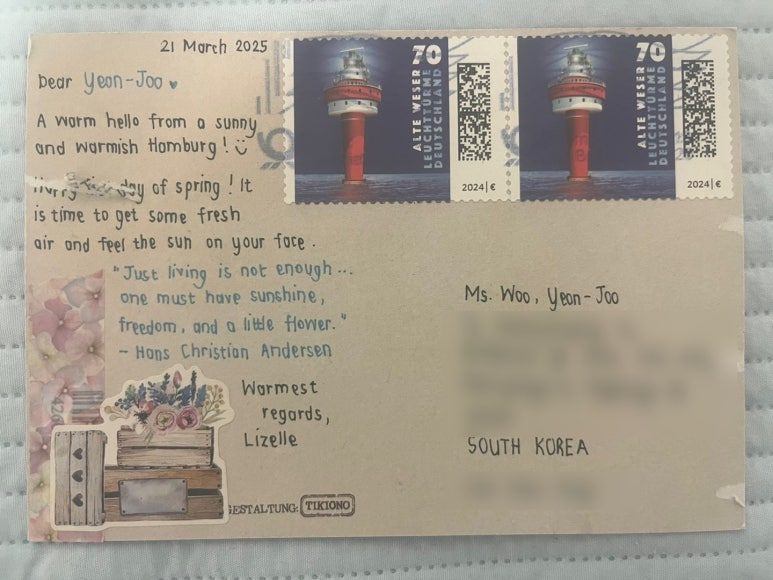 21 March 2025
Dear Yeon-Joo ♥
A warm hello from a sunny
and warmish Hamburg!
day of spring! It
is time to get some fresh
air and feel the sun on your face.
"Just living is not enough...
one must have sunshine,
freedom, and a little flower."
- Hans Christian Andersen
Warmest
regards,
Lizelle
GESTALTUNG: TIKIONO
70
ALTE WESER
LEUCHTTÜRME
DEUTSCHLAND
2024|€
70
ALTE WESER
LEUCHTTÜRME
DEUTSCHLAND
2024|€
Ms. Woo, Yeon-Joo
SOUTH KOREA